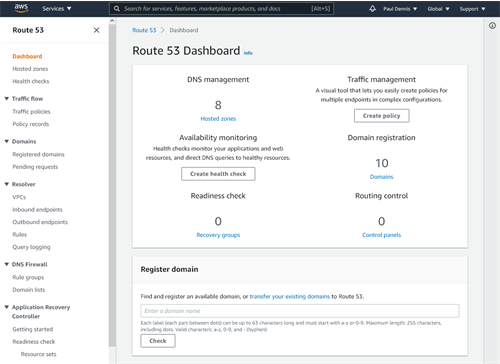 aws
Services
Search for services, features, marketplace products, and docs
[Alt+S]
Paul Dennis
Global
Support
Route 53
Dashboard
Hosted zones
Health checks
Traffic flow
Traffic policies
Policy records
Domains
Registered domains
Pending requests
Resolver
VPCs
Inbound endpoints
Outbound endpoints
Rules
Query logging
DNS Firewall
Rule groups
Domain lists
Application Recovery
Controller
Getting started
Readiness check
Resource sets
Route 53 > Dashboard
Route 53 Dashboard Info
DNS management
8
Hosted zones
Traffic management
A visual tool that lets you easily create policies for
multiple endpoints in complex configurations.
Create policy
Availability monitoring
Health checks monitor your applications and web
resources, and direct DNS queries to healthy resources.
Create health check
Domain registration
10
Domains
Readiness check
0
Recovery groups
Routing control
0
Control panels
Register domain
Find and register an available domain, or transfer your existing domains to Route 53.
Enter a domain name
Each label (each part between dots) can be up to 63 characters long and must start with a-z or 0-9. Maximum length: 255 characters,
including dots. Valid characters: a-z, 0-9, and - (hyphen)
Check